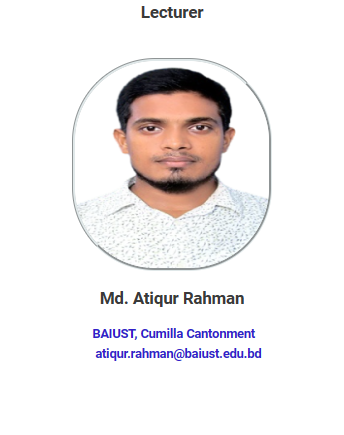 Lecturer
Md. Atiqur Rahman
BAIUST, Cumilla Cantonment
atiqur.rahman@baiust.edu.bd